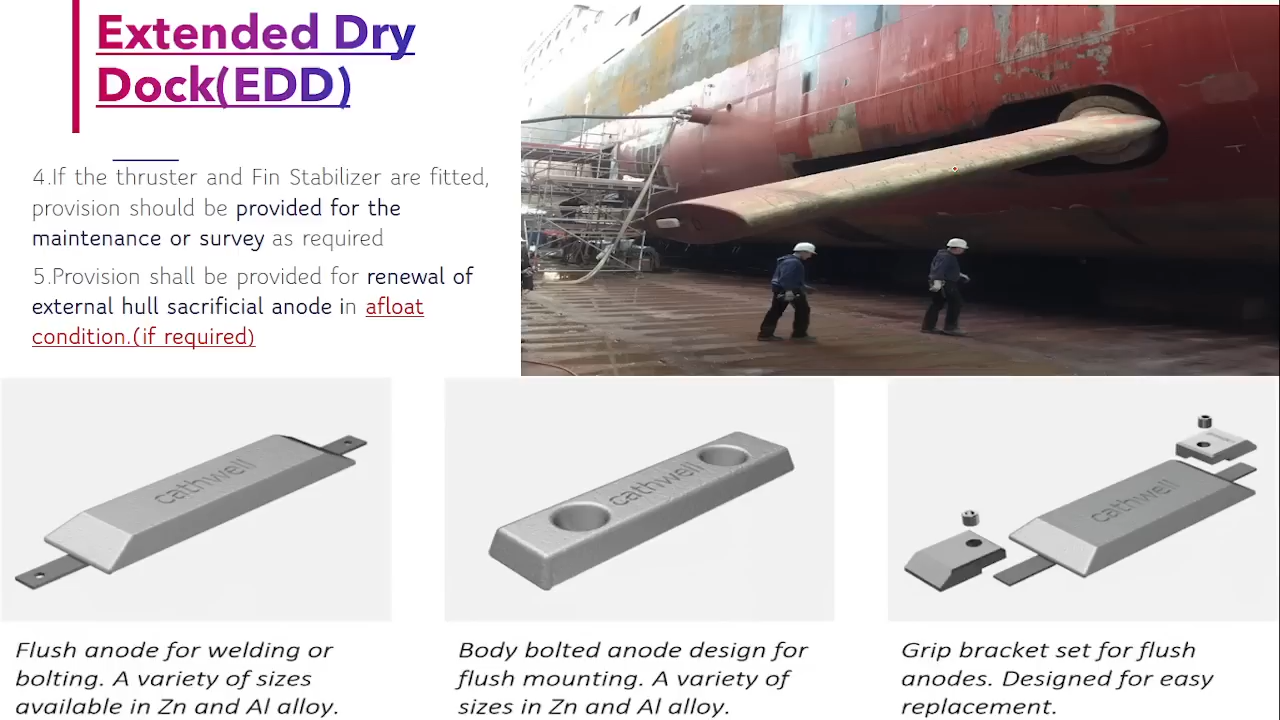 Extended Dry
Dock(EDD)
4.If the thruster and Fin Stabilizer are fitted,
provision should be provided for the
maintenance or survey as required
5.Provision shall be provided for renewal of
external hull sacrificial anode in afloat
condition.(if required)
cathwell
cathwell
cathwell
Flush anode for welding or
bolting. A variety of sizes
available in Zn and Al alloy.
Body bolted anode design for
flush mounting. A variety of
sizes in Zn and Al alloy.
Grip bracket set for flush
anodes. Designed for easy
replacement.